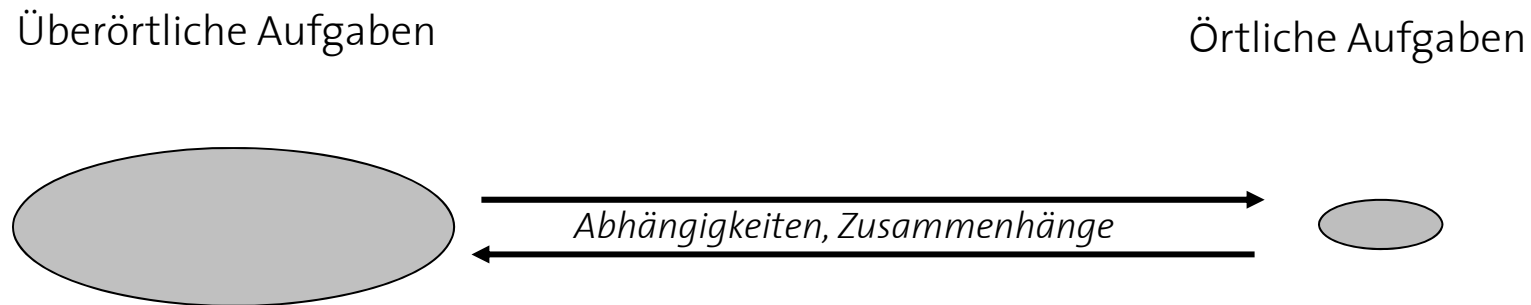 Überörtliche Aufgaben
Örtliche Aufgaben
Abhängigkeiten, Zusammenhänge